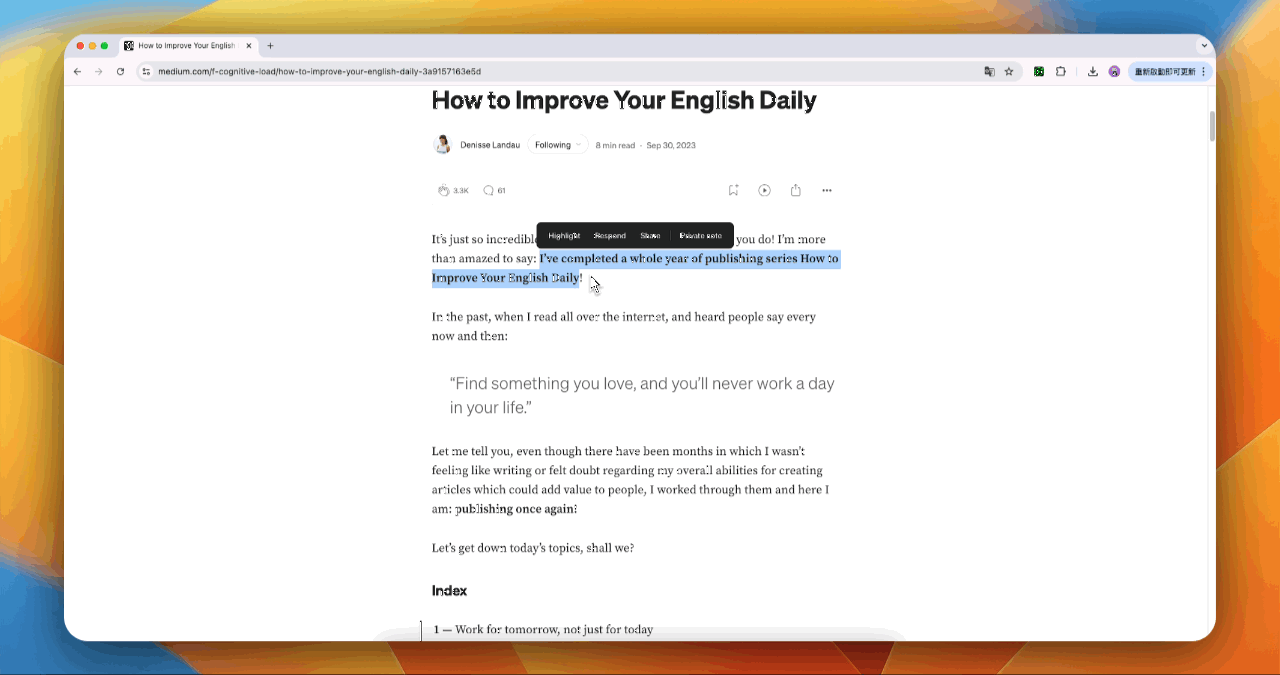 How to Improve Your English
medium.com/f-cognitive-load/how-to-improve-your-english-daily-3a9157163e5d
重新啟動即可更新
How to Improve Your English Daily
Denisse Landau Following 8 min read · Sep 30, 2023
3.3K 61
Highlight Respond Share Private note
It's just so incredibl you do! I'm more
than amazed to say: I've completed a whole year of publishing series How to
Improve Your English Daily!
In the past, when I read all over the internet, and heard people say every
now and then:
“Find something you love, and you'll never work a day
in your life.”
Let me tell you, even though there have been months in which I wasn't
feeling like writing or felt doubt regarding my overall abilities for creating
articles which could add value to people, I worked through them and here I
am: publishing once again!
Let's get down today's topics, shall we?
Index
1 — Work for tomorrow, not just for today